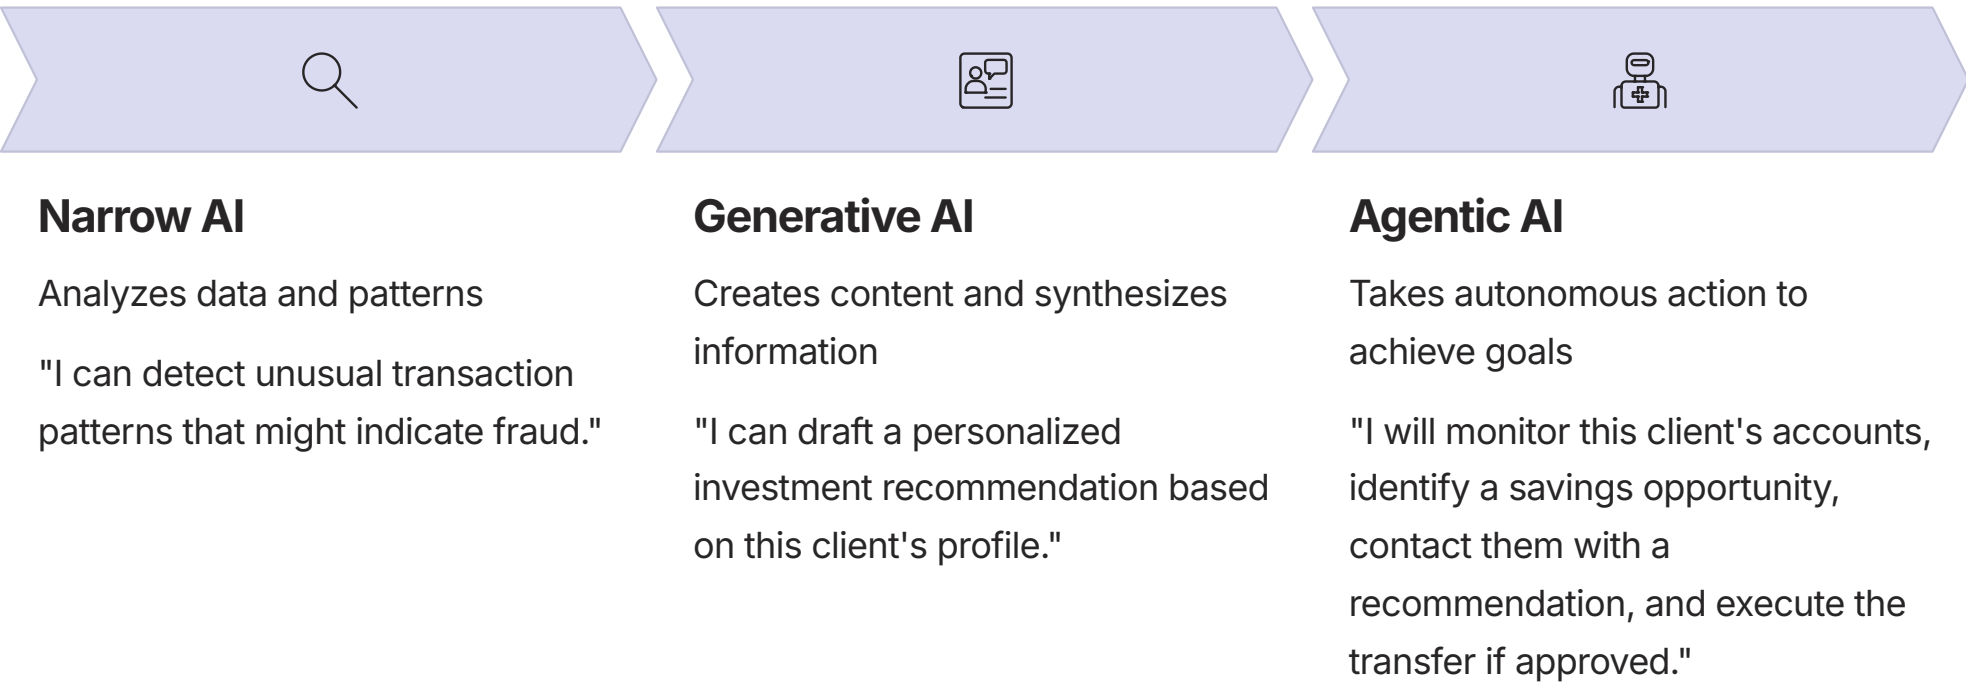 Narrow AI
Analyzes data and patterns
"I can detect unusual transaction
patterns that might indicate fraud."
Generative AI
Creates content and synthesizes
information
"I can draft a personalized
investment recommendation based
on this client's profile."
Agentic AI
Takes autonomous action to
achieve goals
"I will monitor this client's accounts,
identify a savings opportunity,
contact them with a
recommendation, and execute the
transfer if approved."